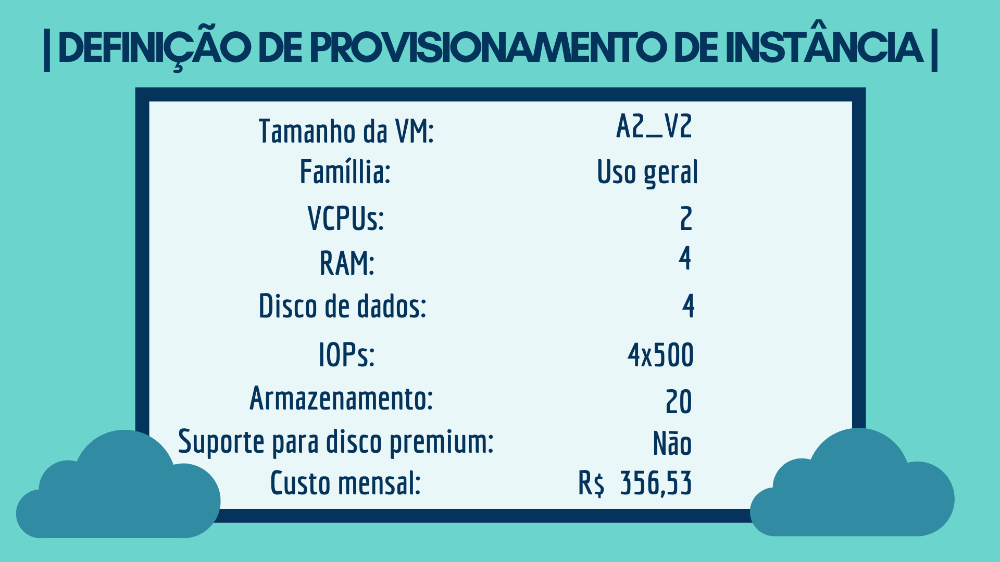 | DEFINIÇÃO DE PROVISIONAMENTO DE INSTÂNCIA |
Tamanho da VM: A2_V2
Famíllia: Uso geral
VCPUs: 2
RAM: 4
Disco de dados: 4
IOPs: 4x500
Armazenamento: 20
Suporte para disco premium: Não
Custo mensal: R$ 356,53